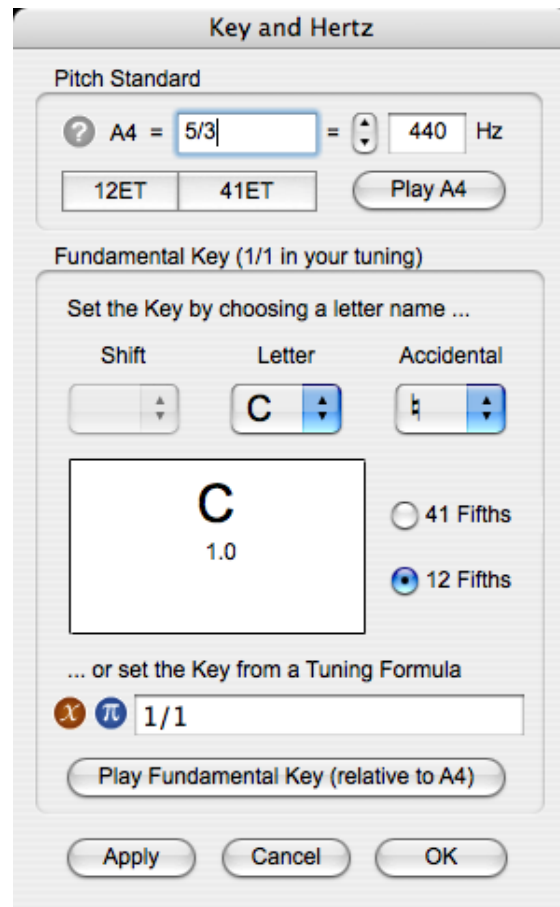 Key and Hertz
Pitch Standard
? A4 = 5/3 = 440 Hz
12ET 41ET Play A4
Fundamental Key (1/1 in your tuning)
Set the Key by choosing a letter name ...
Shift Letter Accidental
C ♮
C
1.0
41 Fifths
12 Fifths
... or set the Key from a Tuning Formula
x π 1/1
Play Fundamental Key (relative to A4)
Apply Cancel OK